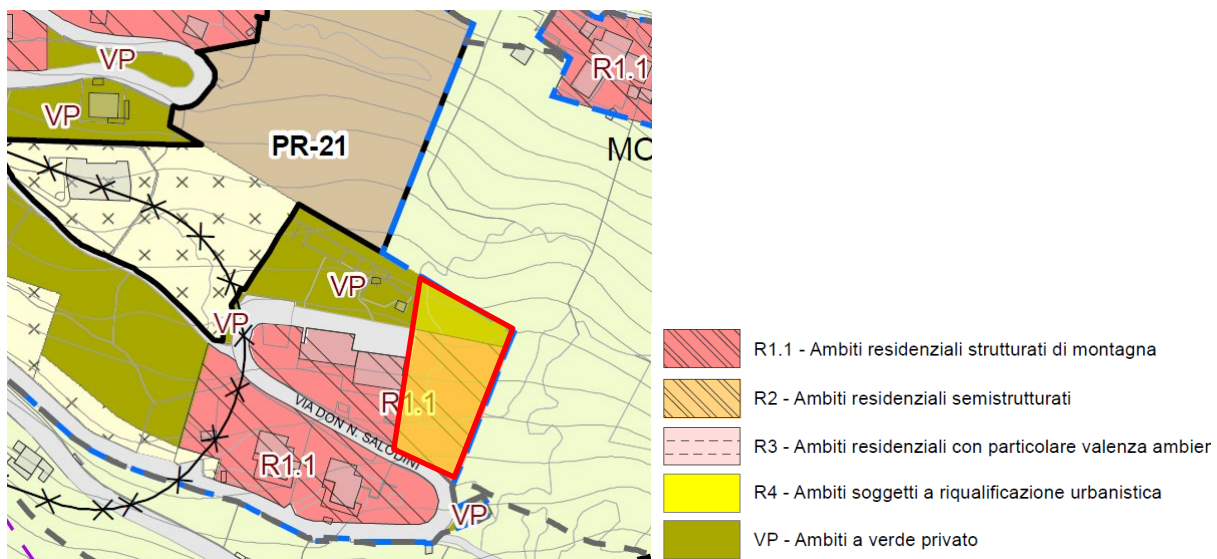 VP
R1.1
VP
PR-21
MO
VP
VP
R1.1
VIA DON N. SALODINI
R1.1
VP
R1.1 - Ambiti residenziali strutturati di montagna
R2 - Ambiti residenziali semistrutturati
R3 - Ambiti residenziali con particolare valenza ambier
R4 - Ambiti soggetti a riqualificazione urbanistica
VP - Ambiti a verde privato